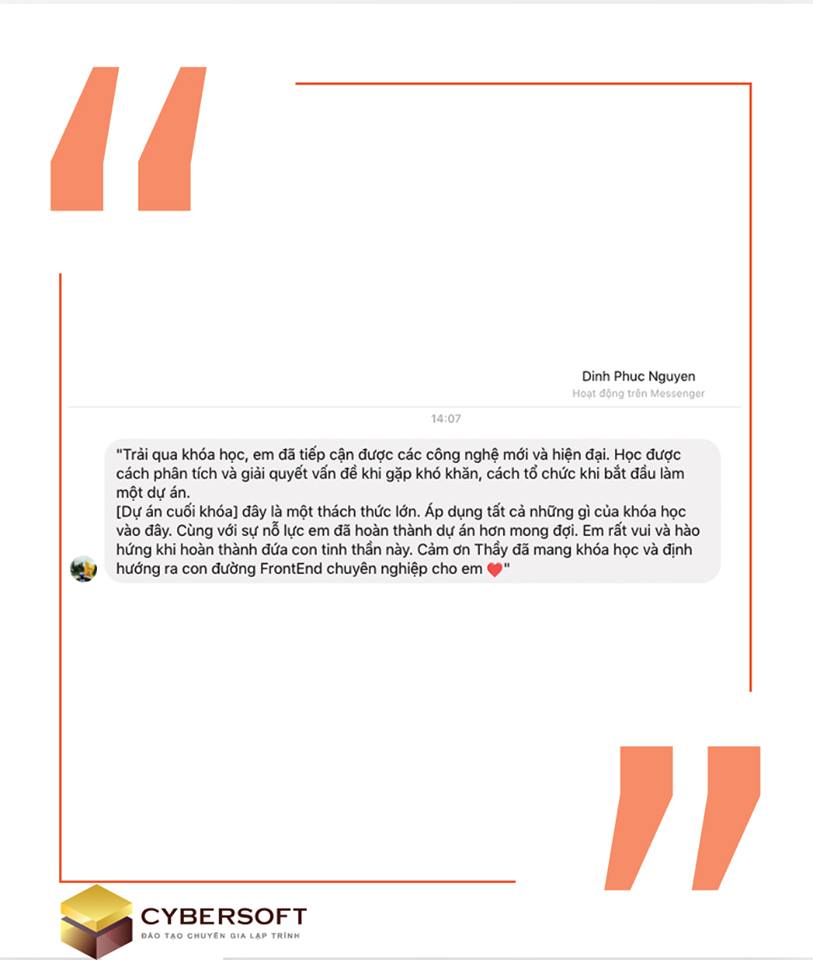 Dinh Phuc Nguyen
Hoạt động trên Messenger
14:07
"Trải qua khóa học, em đã tiếp cận được các công nghệ mới và hiện đại. Học được
cách phân tích và giải quyết vấn đề khi gặp khó khăn, cách tổ chức khi bắt đầu làm
một dự án.
[Dự án cuối khóa] đây là một thách thức lớn. Áp dụng tất cả những gì của khóa học
vào đây. Cùng với sự nỗ lực em đã hoàn thành dự án hơn mong đợi. Em rất vui và hào
hứng khi hoàn thành đứa con tinh thần này. Cảm ơn Thầy đã mang khóa học và định
hướng ra con đường FrontEnd chuyên nghiệp cho em ❤️"
CYBERSOFT
ĐÀO TẠO CHUYÊN GIA LẬP TRÌNH